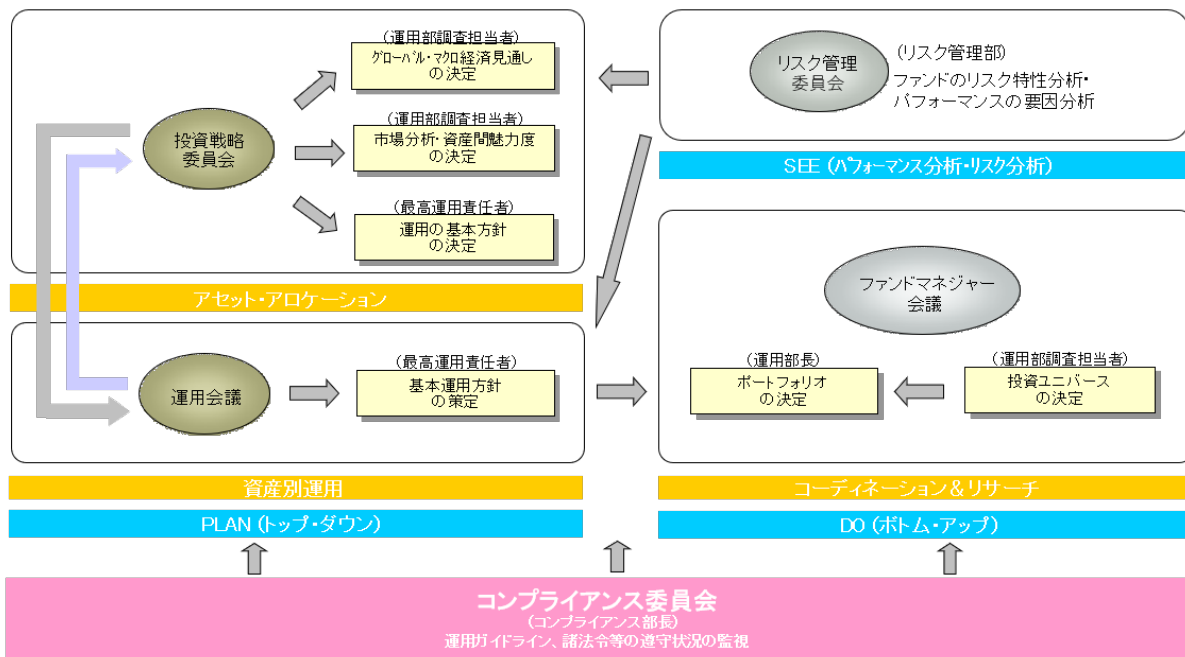 (運用部調査担当者)
グローバル・マクロ経済見通し
の決定
投資戦略
委員会
(運用部調査担当者)
市場分析・資産間魅力度
の決定
(最高運用責任者)
運用の基本方針
の決定
アセット・アロケーション
運用会議
(最高運用責任者)
基本運用方針
の策定
資産別運用
PLAN (トップ・ダウン)
リスク管理
委員会
(リスク管理部)
ファンドのリスク特性分析・
パフォーマンスの要因分析
SEE (パフォーマンス分析・リスク分析)
ファンドマネジャー
会議
(運用部長)
ポートフォリオ
の決定
(運用部調査担当者)
投資ユニバース
の決定
コーディネーション&リサーチ
DO (ボトム・アップ)
コンプライアンス委員会
(コンプライアンス部長)
運用ガイドライン、諸法令等の遵守状況の監視